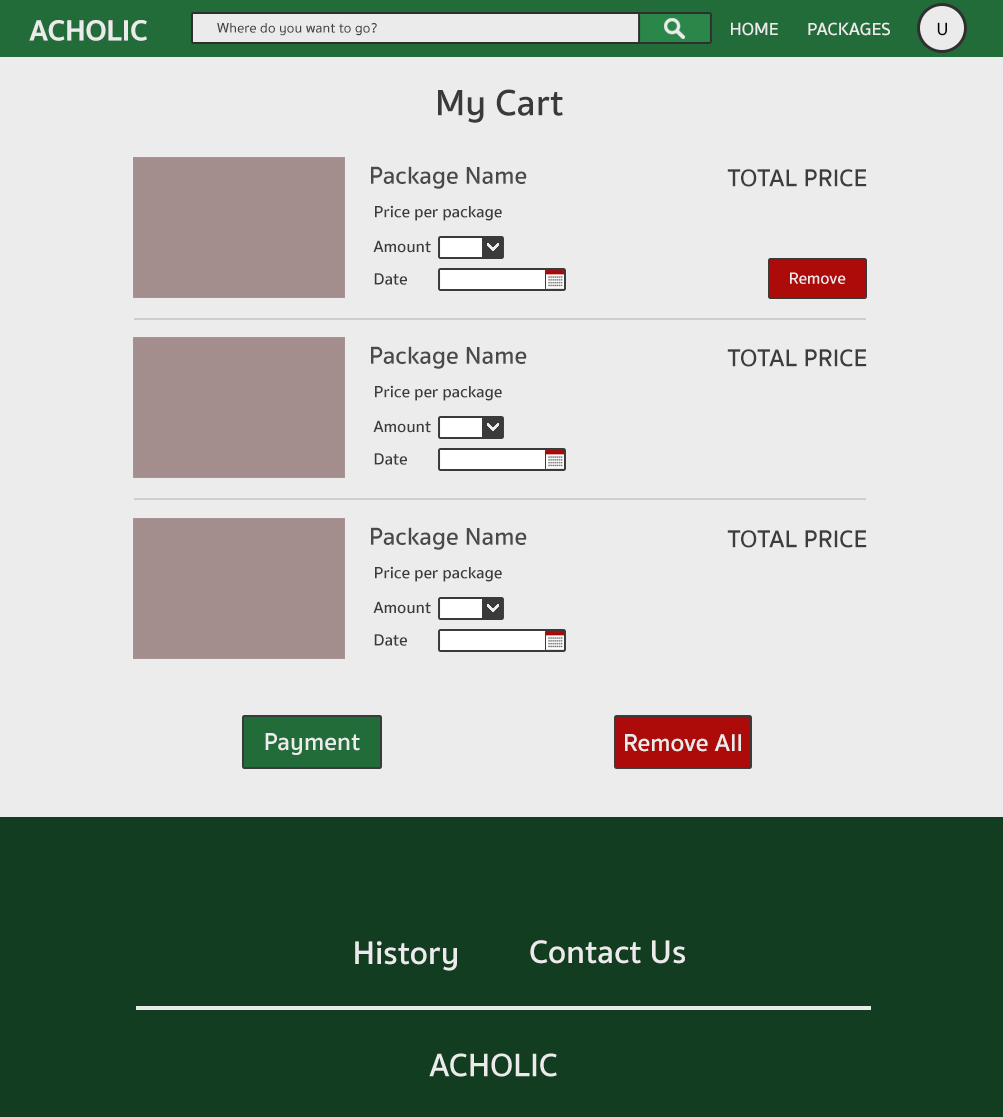 ACHOLIC
Where do you want to go?
HOME
PACKAGES
U
My Cart
Package Name
TOTAL PRICE
Price per package
Amount
Date
Remove
Package Name
TOTAL PRICE
Price per package
Amount
Date
Package Name
TOTAL PRICE
Price per package
Amount
Date
Payment
Remove All
History
Contact Us
ACHOLIC